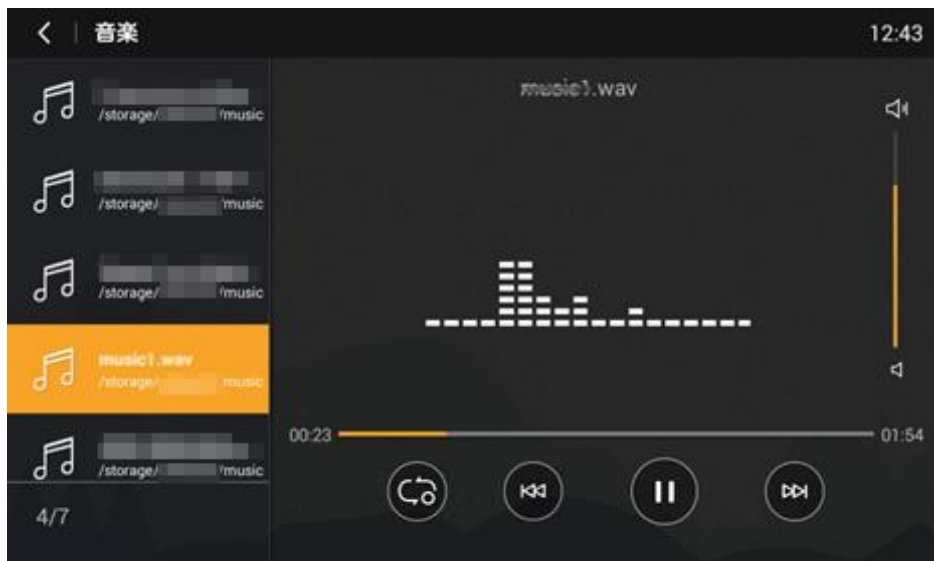 音楽
12:43
/storage/ /music
/storage/ music
/storage/ /music
music1.wav
/storage/ music
/storage/ /music
4/7
music1.wav
00:23
01:54